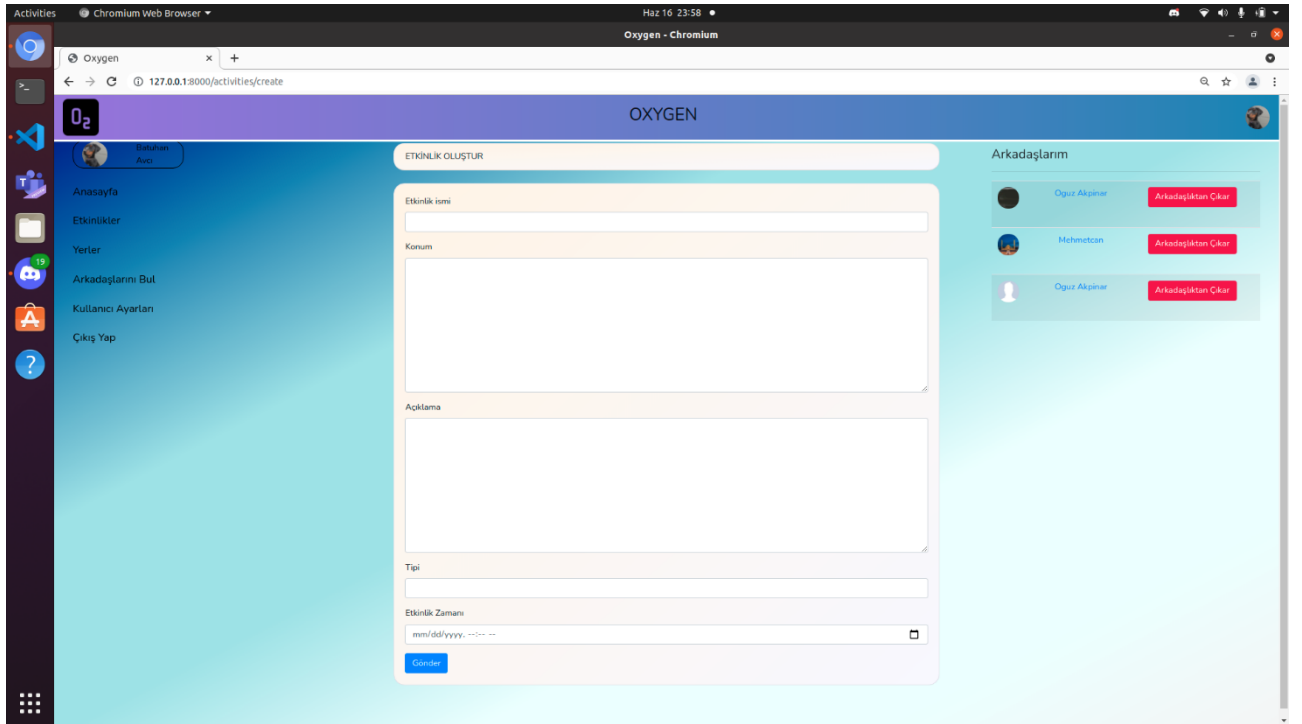 Activities
Chromium Web Browser
Haz 16 23:58
Oxygen - Chromium
Oxygen
127.0.0.1:8000/activities/create
O2
OXYGEN
Batuhan
Avcı
Anasayfa
Etkinlikler
Yerler
Arkadaşlarını Bul
Kullanıcı Ayarları
Çıkış Yap
19
ETKİNLİK OLUŞTUR
Etkinlik ismi
Konum
Açıklama
Tipi
Etkinlik Zamanı
mm/dd/yyyy, --:-- --
Gönder
Arkadaşlarım
Oguz Akpinar
Arkadaşlıktan Çıkar
Mehmetcan
Arkadaşlıktan Çıkar
Oguz Akpinar
Arkadaşlıktan Çıkar